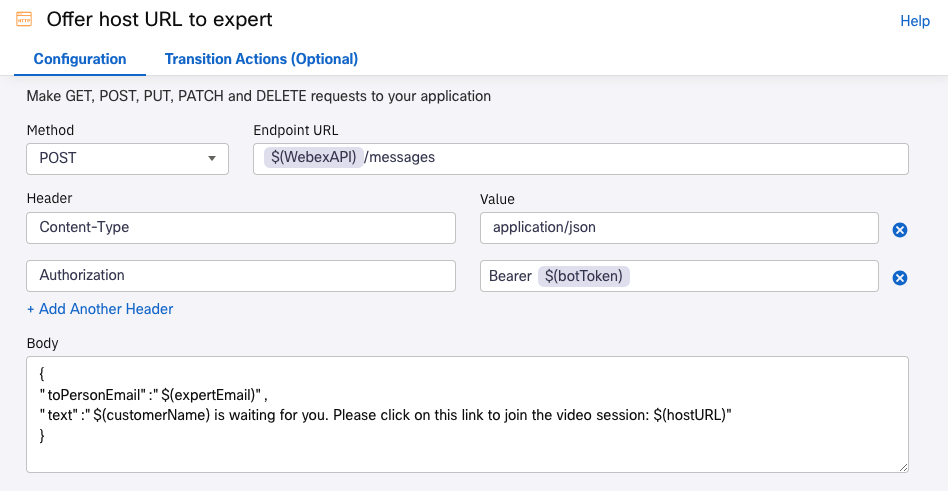 HTTP
Offer host URL to expert
Help
Configuration Transition Actions (Optional)
Make GET, POST, PUT, PATCH and DELETE requests to your application
Method Endpoint URL
POST $(WebexAPI) /messages
Header Value
Content-Type application/json
Authorization Bearer $(botToken)
+ Add Another Header
Body
{
"toPersonEmail":"$(expertEmail)",
"text":"$(customerName) is waiting for you. Please click on this link to join the video session: $(hostURL)"
}